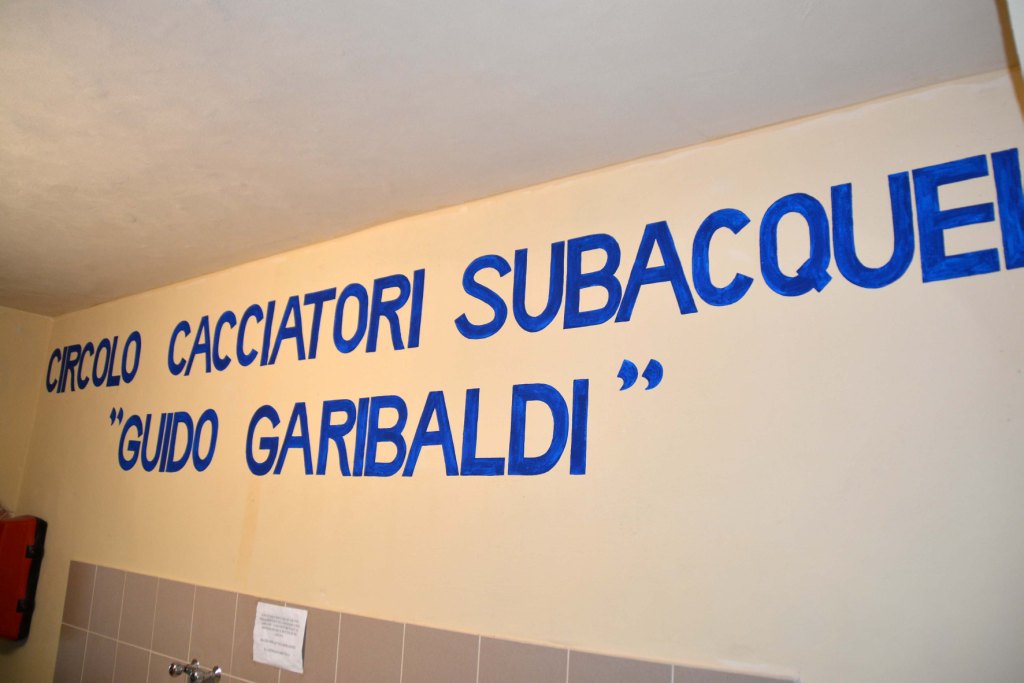 CIRCOLO CACCIATORI SUBACQUEI
"GUIDO GARIBALDI"